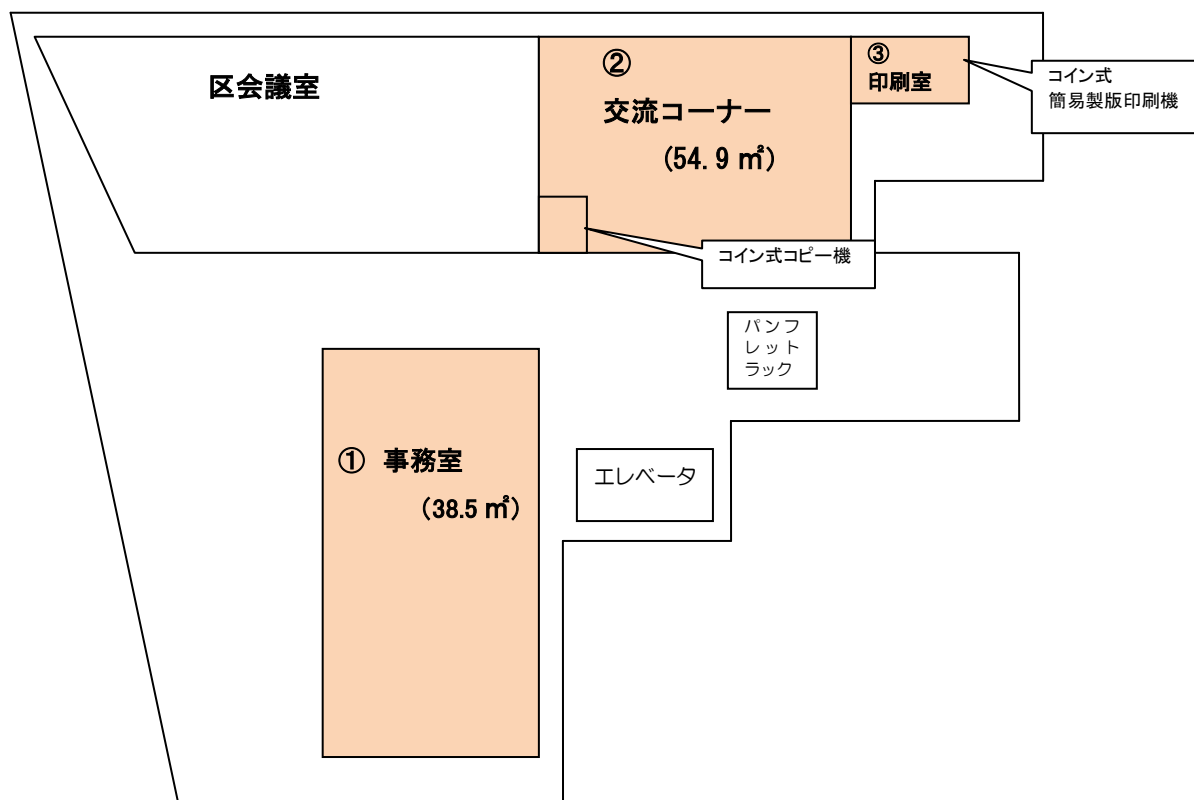 区会議室
②
交流コーナー
(54.9 ㎡)
③
印刷室
コイン式
簡易製版印刷機
コイン式コピー機
パンフ
レット
ラック
① 事務室
(38.5 ㎡)
エレベータ